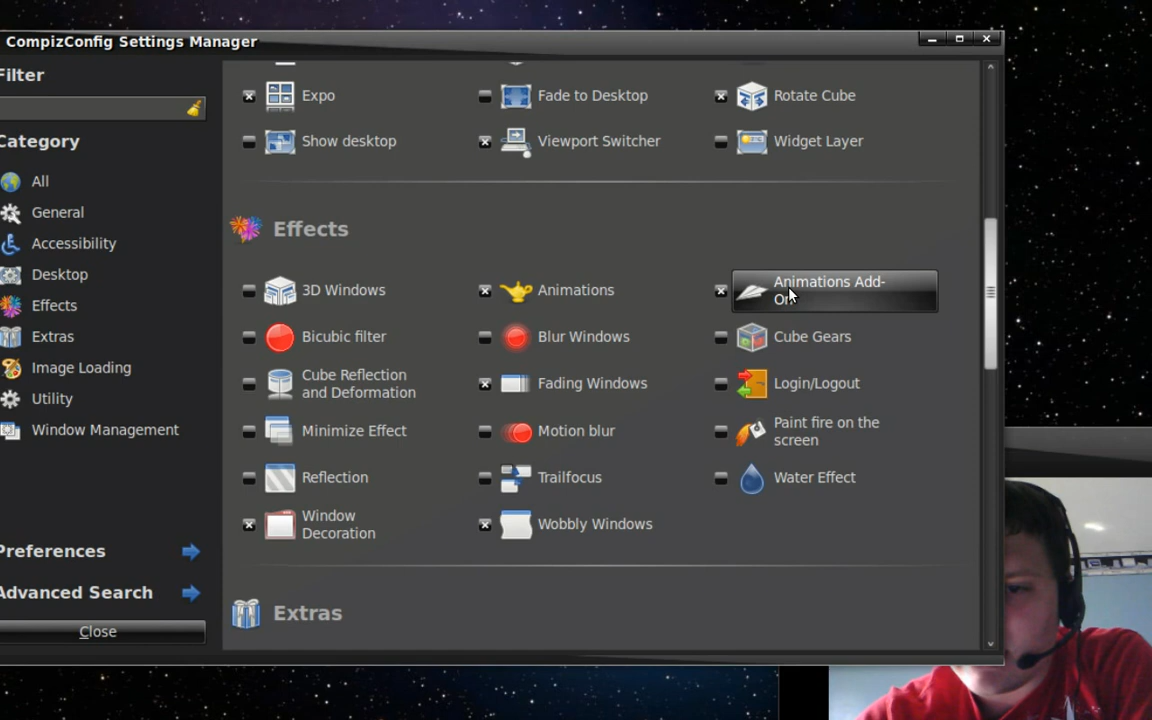 CompizConfig Settings Manager
Filter
Category
All
General
Accessibility
Desktop
Effects
Extras
Image Loading
Utility
Window Management
Preferences
Advanced Search
Close
Expo
Fade to Desktop
Rotate Cube
Show desktop
Viewport Switcher
Widget Layer
Effects
3D Windows
Animations
Animations Add-
On
Bicubic filter
Blur Windows
Cube Gears
Cube Reflection
and Deformation
Fading Windows
Login/Logout
Minimize Effect
Motion blur
Paint fire on the
screen
Reflection
Trailfocus
Water Effect
Window
Decoration
Wobbly Windows
Extras